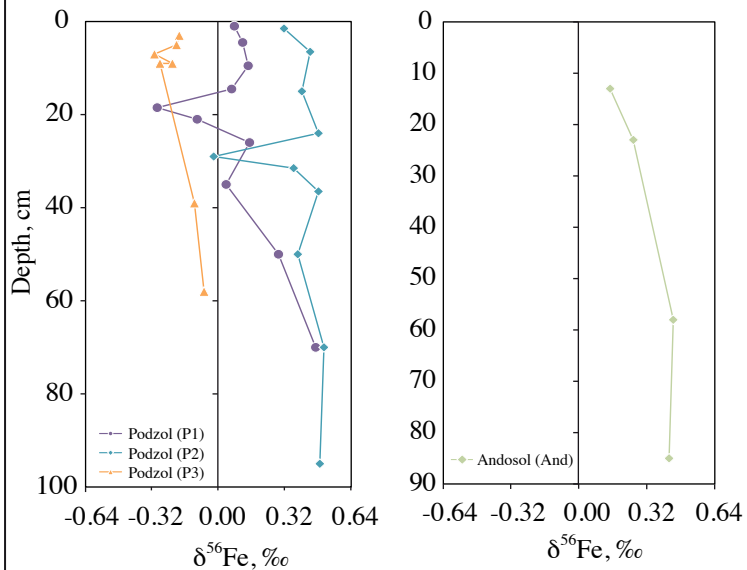 0
20
40
60
80
100
Depth, cm
Podzol (P1)
Podzol (P2)
Podzol (P3)
-0.64 -0.32 0.00 0.32 0.64
δ⁵⁶Fe, ‰
0
10
20
30
40
50
60
70
80
90
Andosol (And)
-0.64 -0.32 0.00 0.32 0.64
δ⁵⁶Fe, ‰